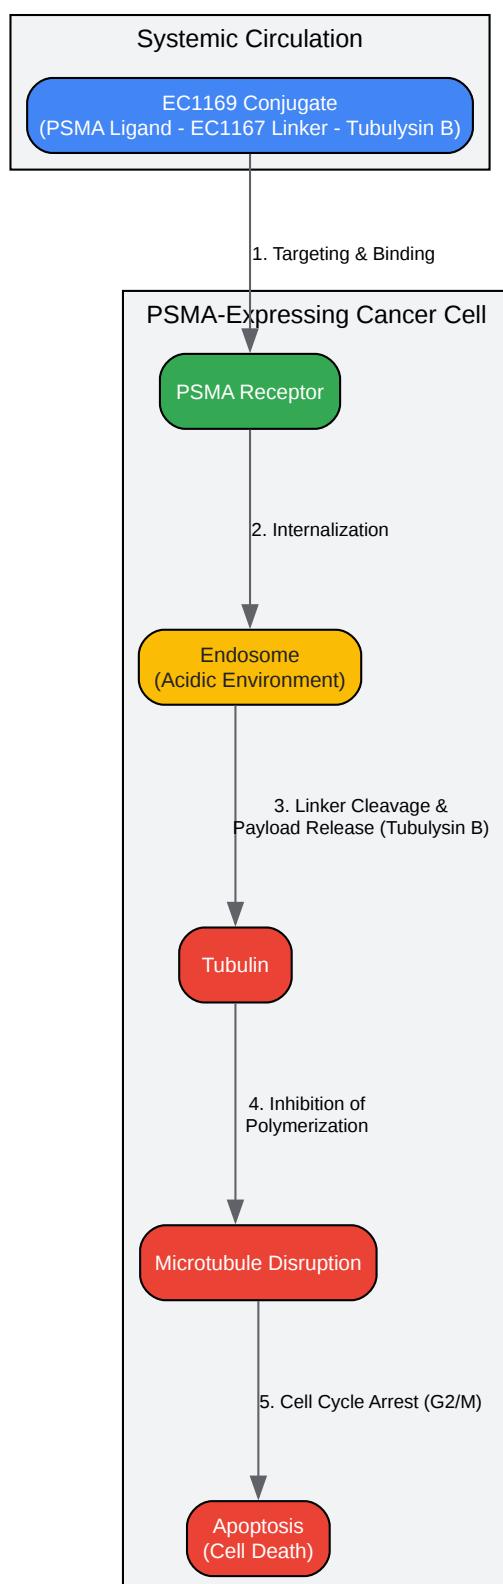 Systemic Circulation
EC1169 Conjugate
(PSMA Ligand - EC1167 Linker - Tubulysin B)
1. Targeting & Binding
PSMA-Expressing Cancer Cell
PSMA Receptor
2. Internalization
Endosome
(Acidic Environment)
3. Linker Cleavage &
Payload Release (Tubulysin B)
Tubulin
4. Inhibition of
Polymerization
Microtubule Disruption
5. Cell Cycle Arrest (G2/M)
Apoptosis
(Cell Death)